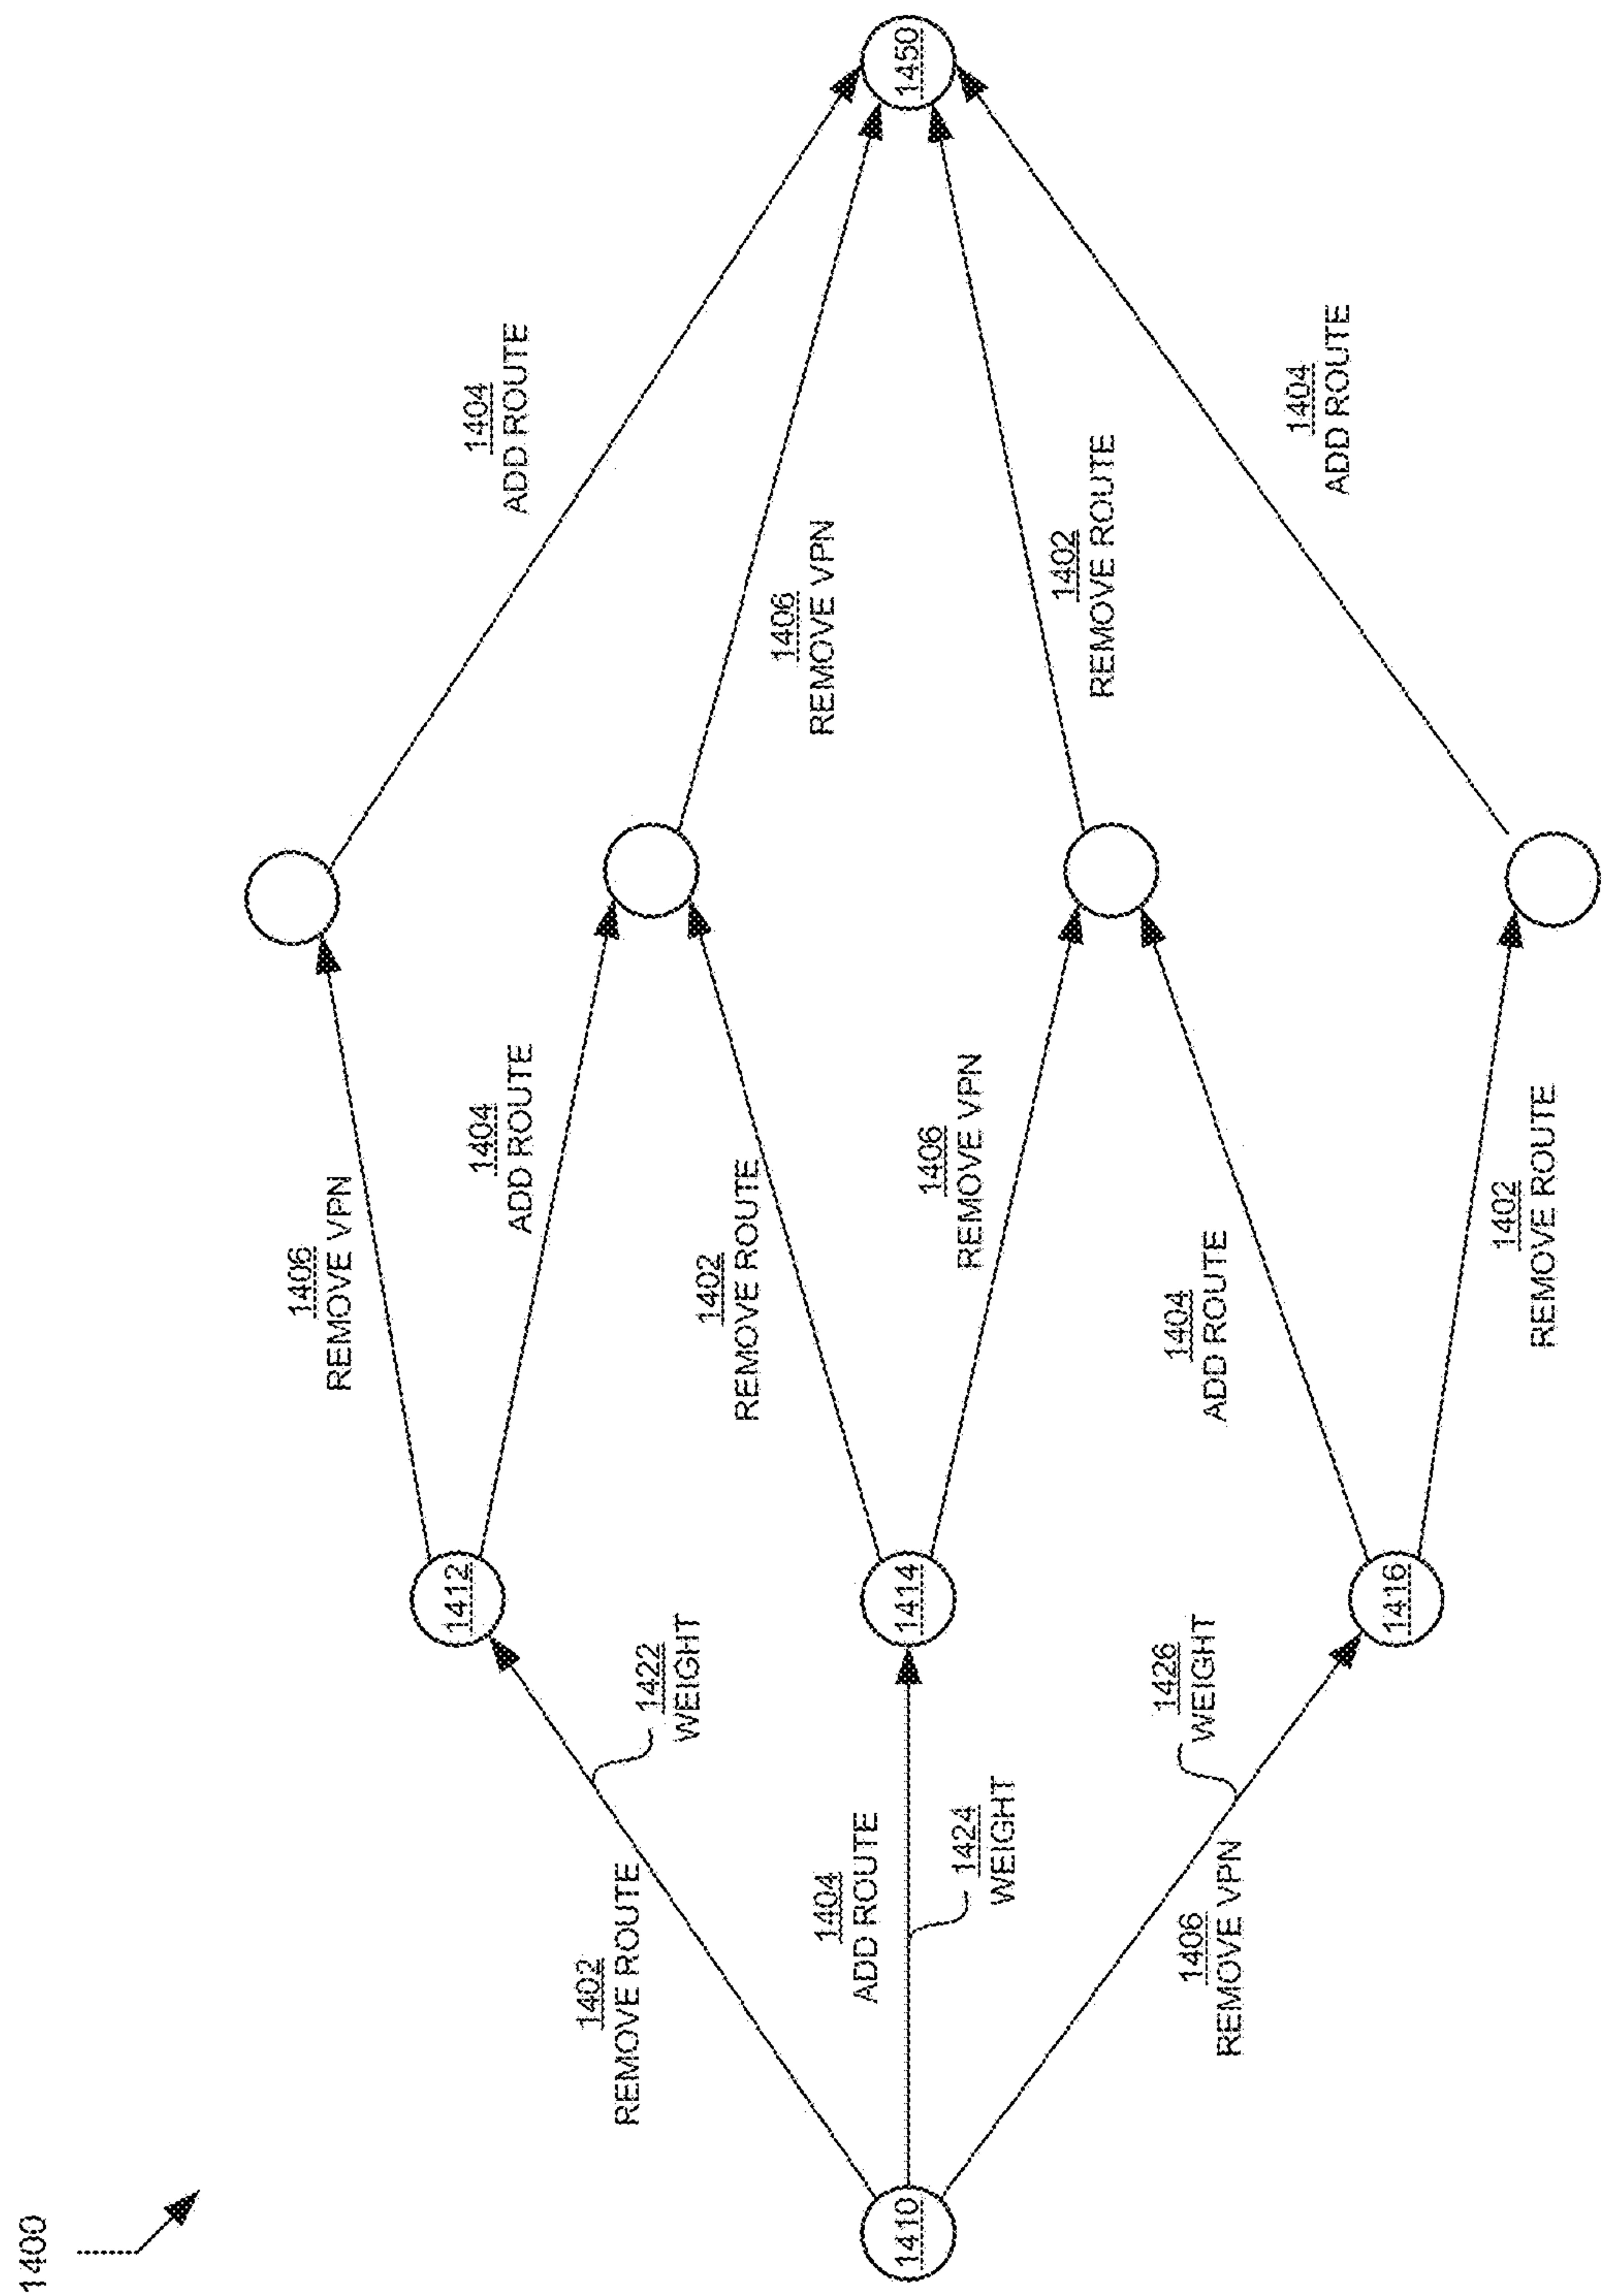 1400
1410
1402
REMOVE ROUTE
1404
ADD ROUTE
1406
REMOVE VPN
1422
WEIGHT
1424
WEIGHT
1426
WEIGHT
1412
1414
1416
1406
REMOVE VPN
1404
ADD ROUTE
1402
REMOVE ROUTE
1406
REMOVE VPN
1404
ADD ROUTE
1402
REMOVE ROUTE
1404
ADD ROUTE
1406
REMOVE VPN
1402
REMOVE ROUTE
1404
ADD ROUTE
1450